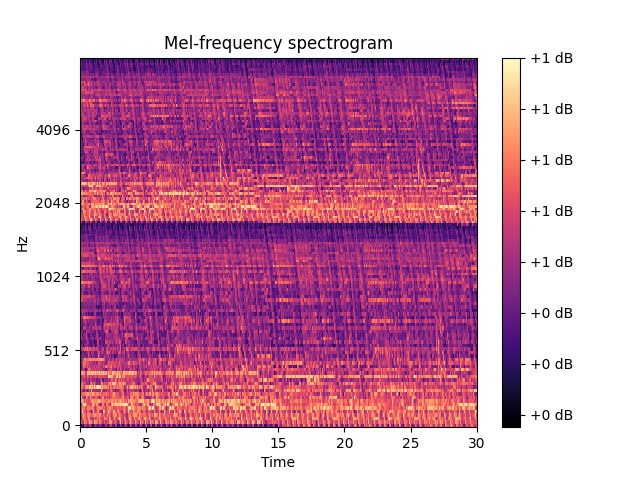 Mel-frequency spectrogram
Hz
4096
2048
1024
512
0
0 5 10 15 20 25 30
Time
+1 dB
+1 dB
+1 dB
+1 dB
+1 dB
+0 dB
+0 dB
+0 dB